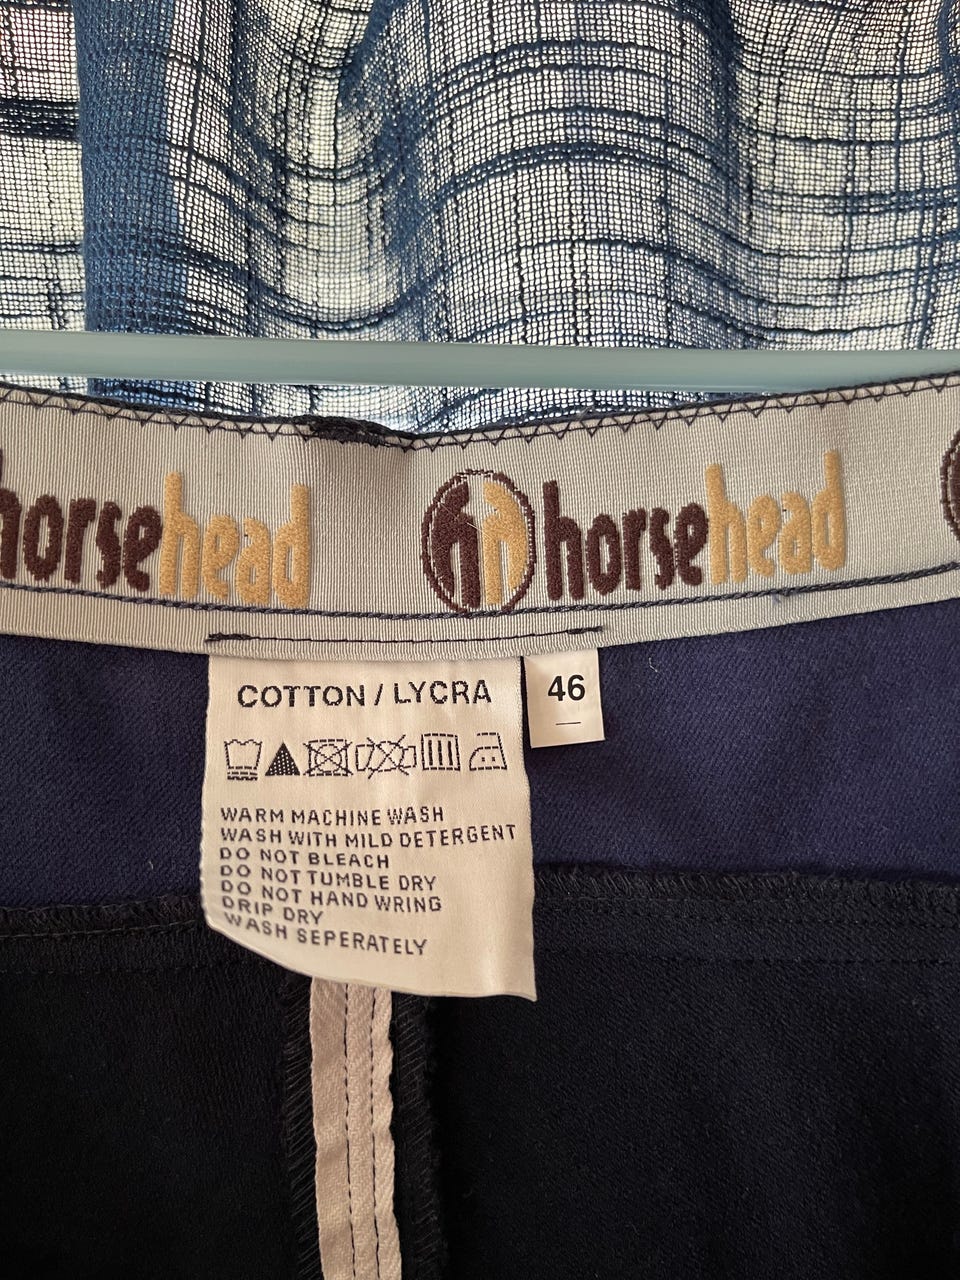 horsehead
horsehead
COTTON / LYCRA
46
WARM MACHINE WASH
WASH WITH MILD DETERGENT
DO NOT BLEACH
DO NOT TUMBLE DRY
DO NOT HAND WRING
DRIP DRY
WASH SEPERATELY